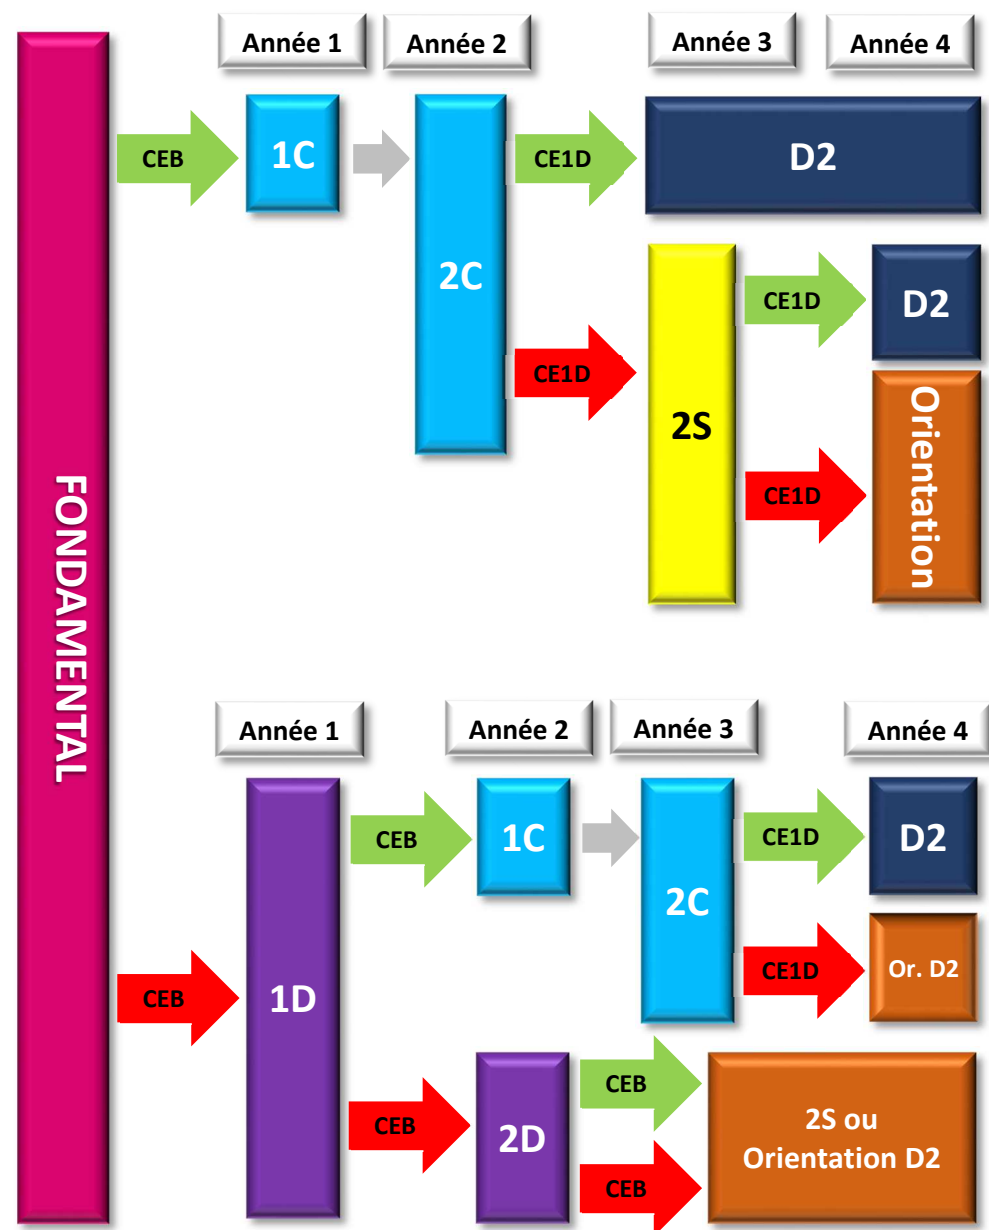 FONDAMENTAL
Année 1
Année 2
Année 3
Année 4
CEB
1C
2C
CE1D
D2
CE1D
2S
CE1D
D2
CE1D
Orientation
Année 1
Année 2
Année 3
Année 4
CEB
1D
CEB
1C
2C
CE1D
D2
CE1D
Or. D2
CEB
2D
CEB
CEB
2S ou
Orientation D2